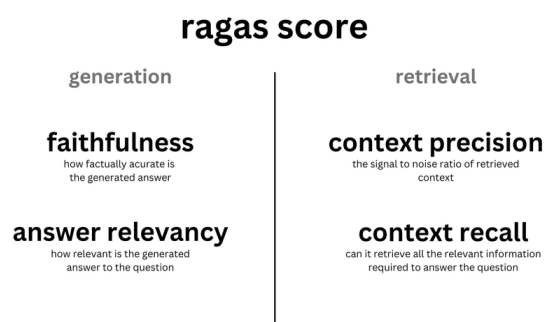 ragas score
generation
faithfulness
how factually acurate is
the generated answer
answer relevancy
how relevant is the generated
answer to the question
retrieval
context precision
the signal to noise ratio of retrieved
context
context recall
can it retrieve all the relevant information
required to answer the question